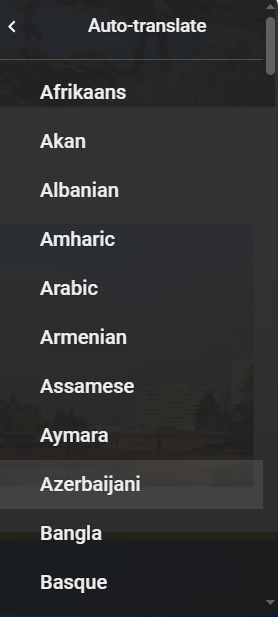 Auto-translate
Afrikaans
Akan
Albanian
Amharic
Arabic
Armenian
Assamese
Aymara
Azerbaijani
Bangla
Basque